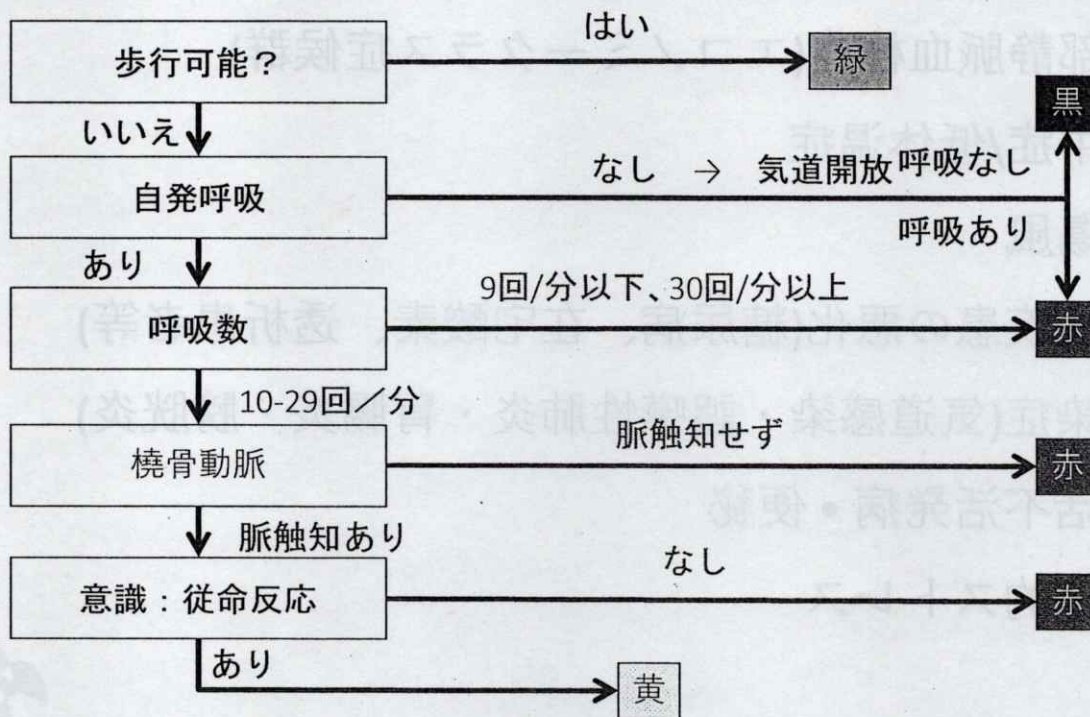 歩行可能？
はい
緑
黒
いいえ
自発呼吸
なし → 気道開放 呼吸なし
呼吸あり
あり
9回/分以下、30回/分以上
呼吸数
赤
10-29回／分
橈骨動脈
脈触知せず
赤
脈触知あり
意識：従命反応
なし
赤
あり
黄